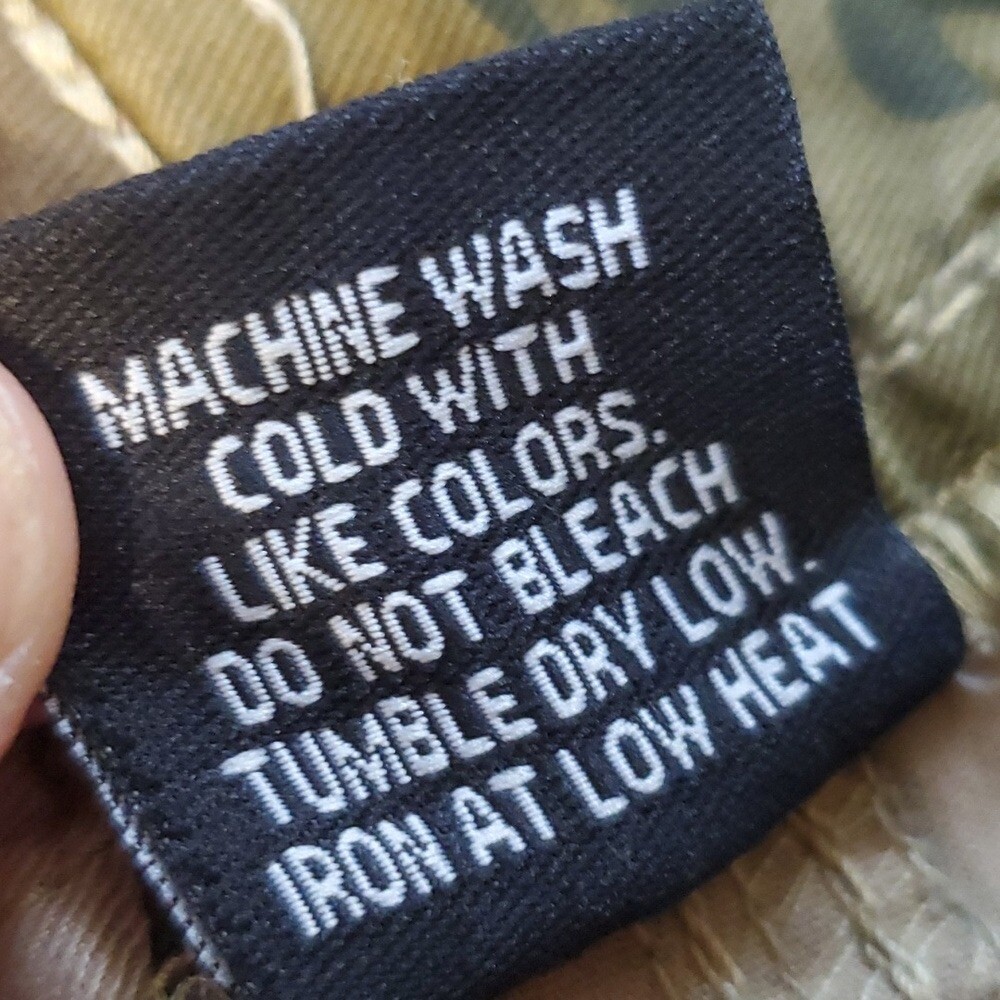 MACHINE WASH
COLD WITH
LIKE COLORS.
DO NOT BLEACH
TUMBLE DRY LOW.
IRON AT LOW HEAT